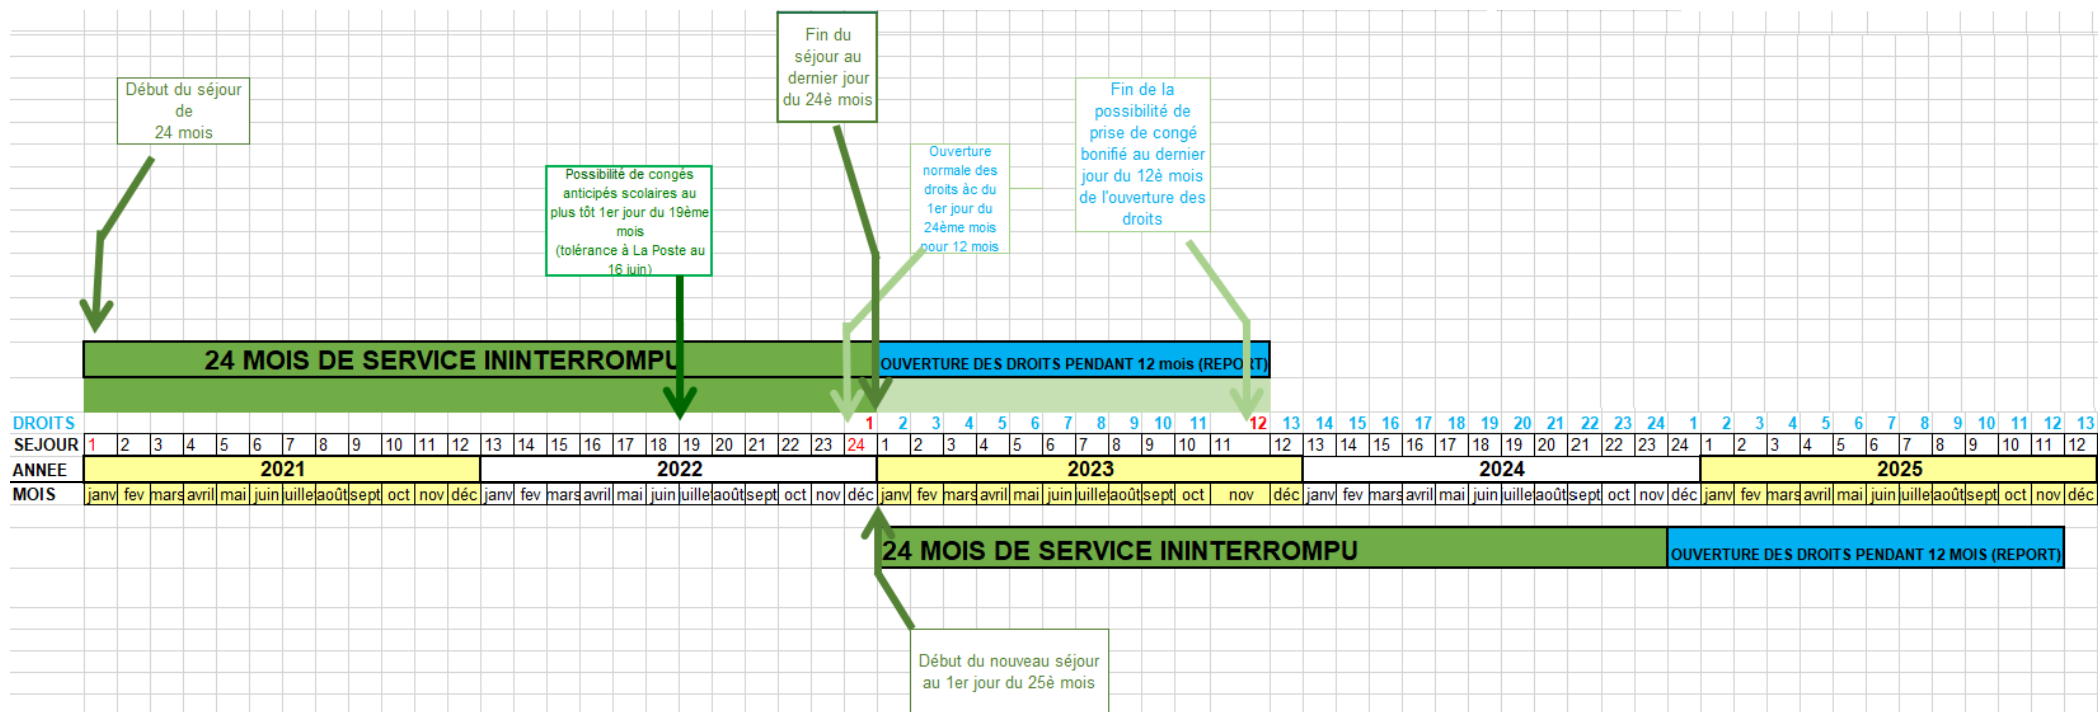 Fin du
séjour au
dernier jour
du 24è mois
Début du séjour
de
24 mois
Fin de la
possibilité de
prise de congé
bonifié au dernier
jour du 12è mois
de l'ouverture des
droits
Ouverture
normale des
droits àc du
1er jour du
24ème mois
pour 12 mois
Possibilité de congés
anticipés scolaires au
plus tôt 1er jour du 19ème
mois
(tolérance à La Poste au
16 juin)
24 MOIS DE SERVICE ININTERROMPU
OUVERTURE DES DROITS PENDANT 12 mois (REPORT)
DROITS 1 2 3 4 5 6 7 8 9 10 11 12 13 14 15 16 17 18 19 20 21 22 23 24 1 2 3 4 5 6 7 8 9 10 11 12 13
SEJOUR 1 2 3 4 5 6 7 8 9 10 11 12 13 14 15 16 17 18 19 20 21 22 23 24 1 2 3 4 5 6 7 8 9 10 11 12 13 14 15 16 17 18 19 20 21 22 23 24 1 2 3 4 5 6 7 8 9 10 11 12
ANNEE 2021 2022 2023 2024 2025
MOIS janv fev mars avril mai juin juille août sept oct nov déc janv fev mars avril mai juin juille août sept oct nov déc janv fev mars avril mai juin juille août sept oct nov déc janv fev mars avril mai juin juille août sept oct nov déc janv fev mars avril mai juin juille août sept oct nov déc
24 MOIS DE SERVICE ININTERROMPU
OUVERTURE DES DROITS PENDANT 12 MOIS (REPORT)
Début du nouveau séjour
au 1er jour du 25è mois